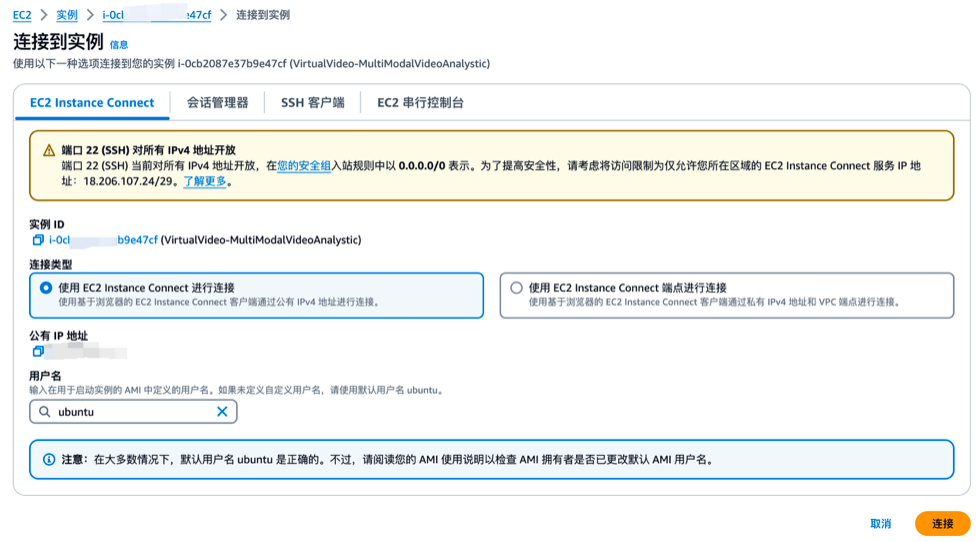 EC2 > 实例 > i-0cl 47cf > 连接到实例
连接到实例 信息
使用以下一种选项连接到您的实例 i-0cb2087e37b9e47cf (VirtualVideo-MultiModalVideoAnalystic)
EC2 Instance Connect 会话管理器 SSH 客户端 EC2 串行控制台
端口 22 (SSH) 对所有 IPv4 地址开放
端口 22 (SSH) 当前对所有 IPv4 地址开放，在您的安全组入站规则中以 0.0.0.0/0 表示。为了提高安全性，请考虑将访问限制为仅允许您所在区域的 EC2 Instance Connect 服务 IP 地
址：18.206.107.24/29。了解更多。
实例 ID
i-0cl b9e47cf (VirtualVideo-MultiModalVideoAnalystic)
连接类型
使用 EC2 Instance Connect 进行连接
使用基于浏览器的 EC2 Instance Connect 客户端通过公有 IPv4 地址进行连接。
使用 EC2 Instance Connect 端点进行连接
使用基于浏览器的 EC2 Instance Connect 客户端通过私有 IPv4 地址和 VPC 端点进行连接。
公有 IP 地址
用户名
输入在用于启动实例的 AMI 中定义的用户名。如果未定义自定义用户名，请使用默认用户名 ubuntu。
ubuntu
注意：在大多数情况下，默认用户名 ubuntu 是正确的。不过，请阅读您的 AMI 使用说明以检查 AMI 拥有者是否已更改默认 AMI 用户名。
取消 连接